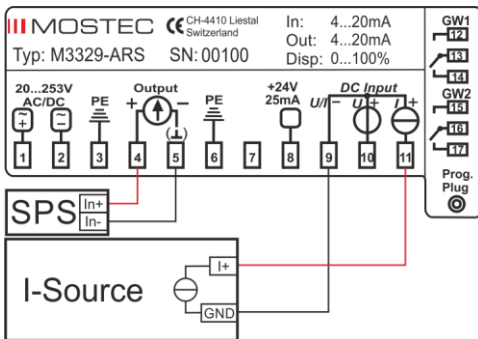 MOSTEC CE CH-4410 Liestal Switzerland
In: 4...20mA
Out: 4...20mA
Disp: 0...100%
Typ: M3329-ARS SN: 00100
GW1
12
13
14
GW2
15
16
17
Prog. Plug
20...253V AC/DC
PE
Output
+ −
(⊥)
PE
+24V 25mA
DC Input
U/I − U + I +
~ +
~ −
1 2 3 4 5 6 7 8 9 10 11
SPS
In+
In-
I-Source
I+
GND